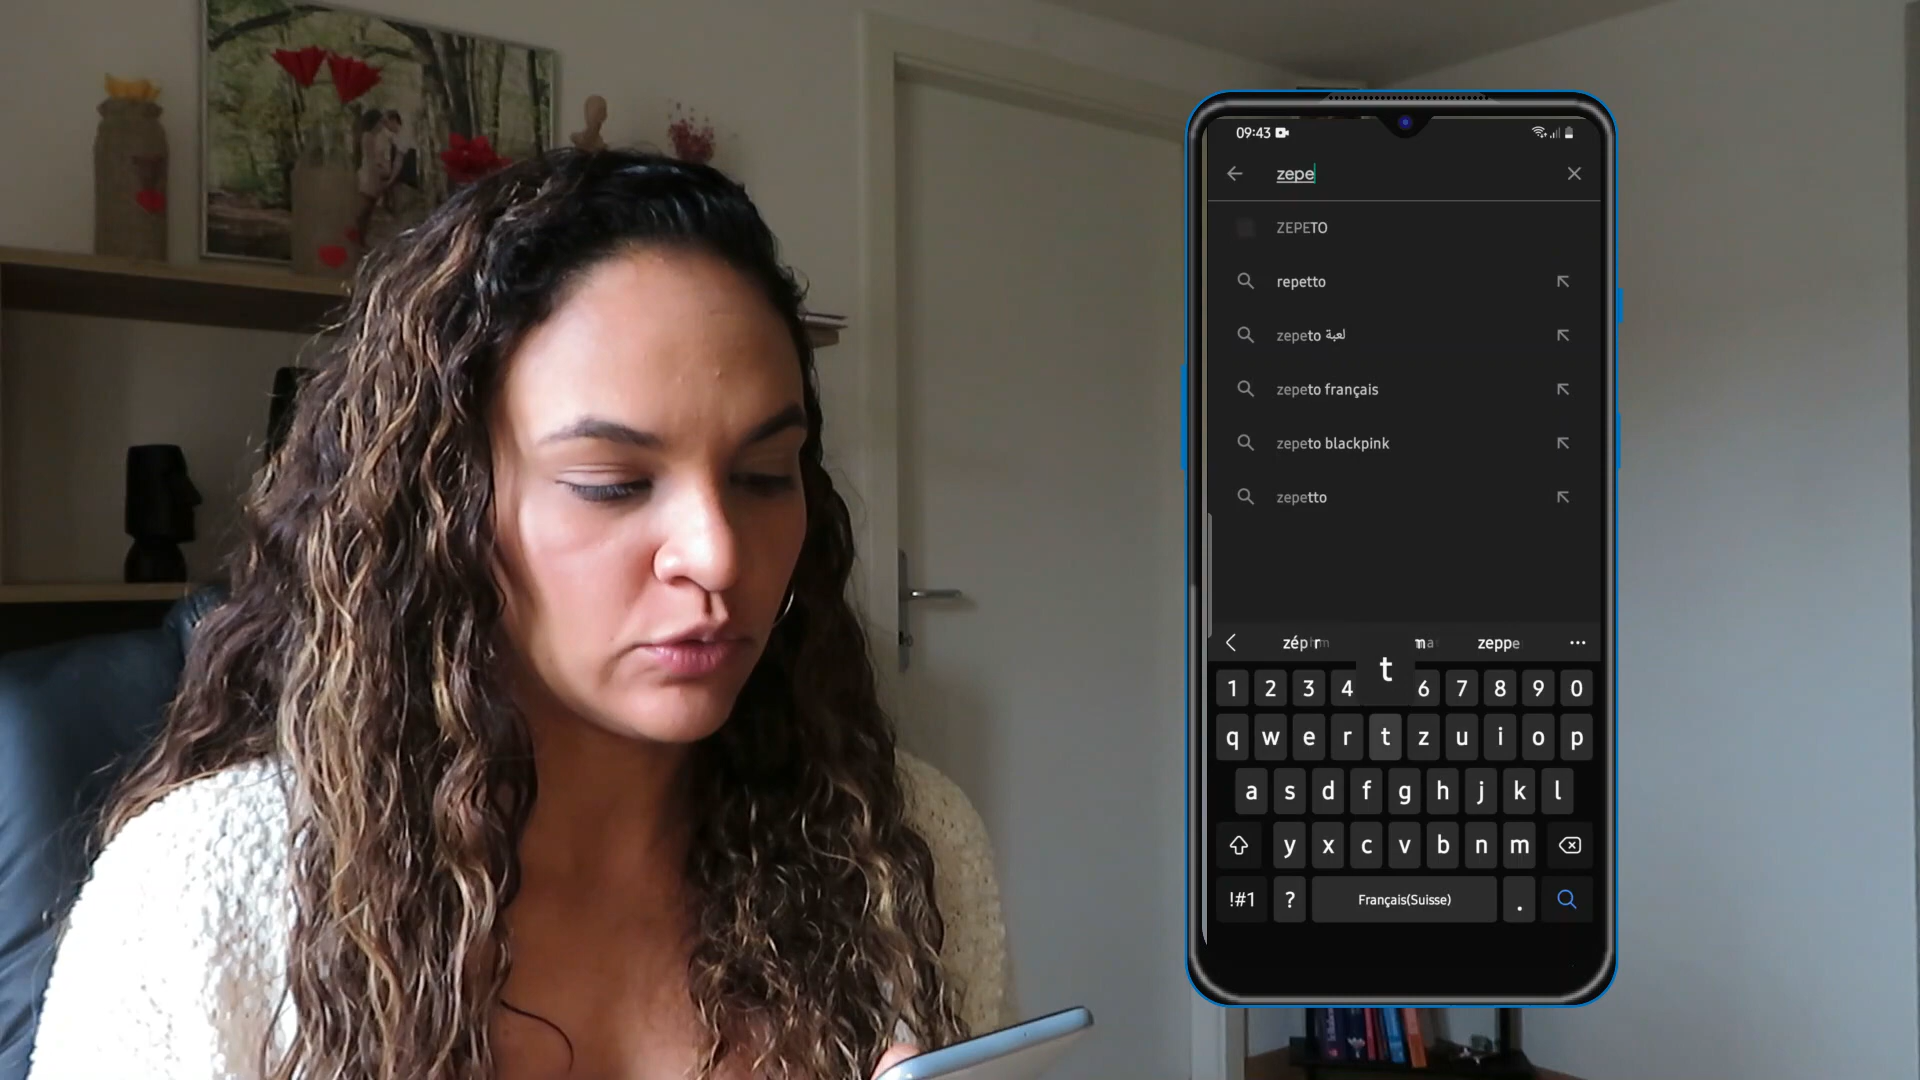 09:43
zepe
ZEPETO
repetto
zepeto لعبة
zepeto français
zepeto blackpink
zepetto
zeppe
t
1 2 3 4 6 7 8 9 0
q w e r t z u i o p
a s d f g h j k l
y x c v b n m
!#1 ? Français(Suisse) .